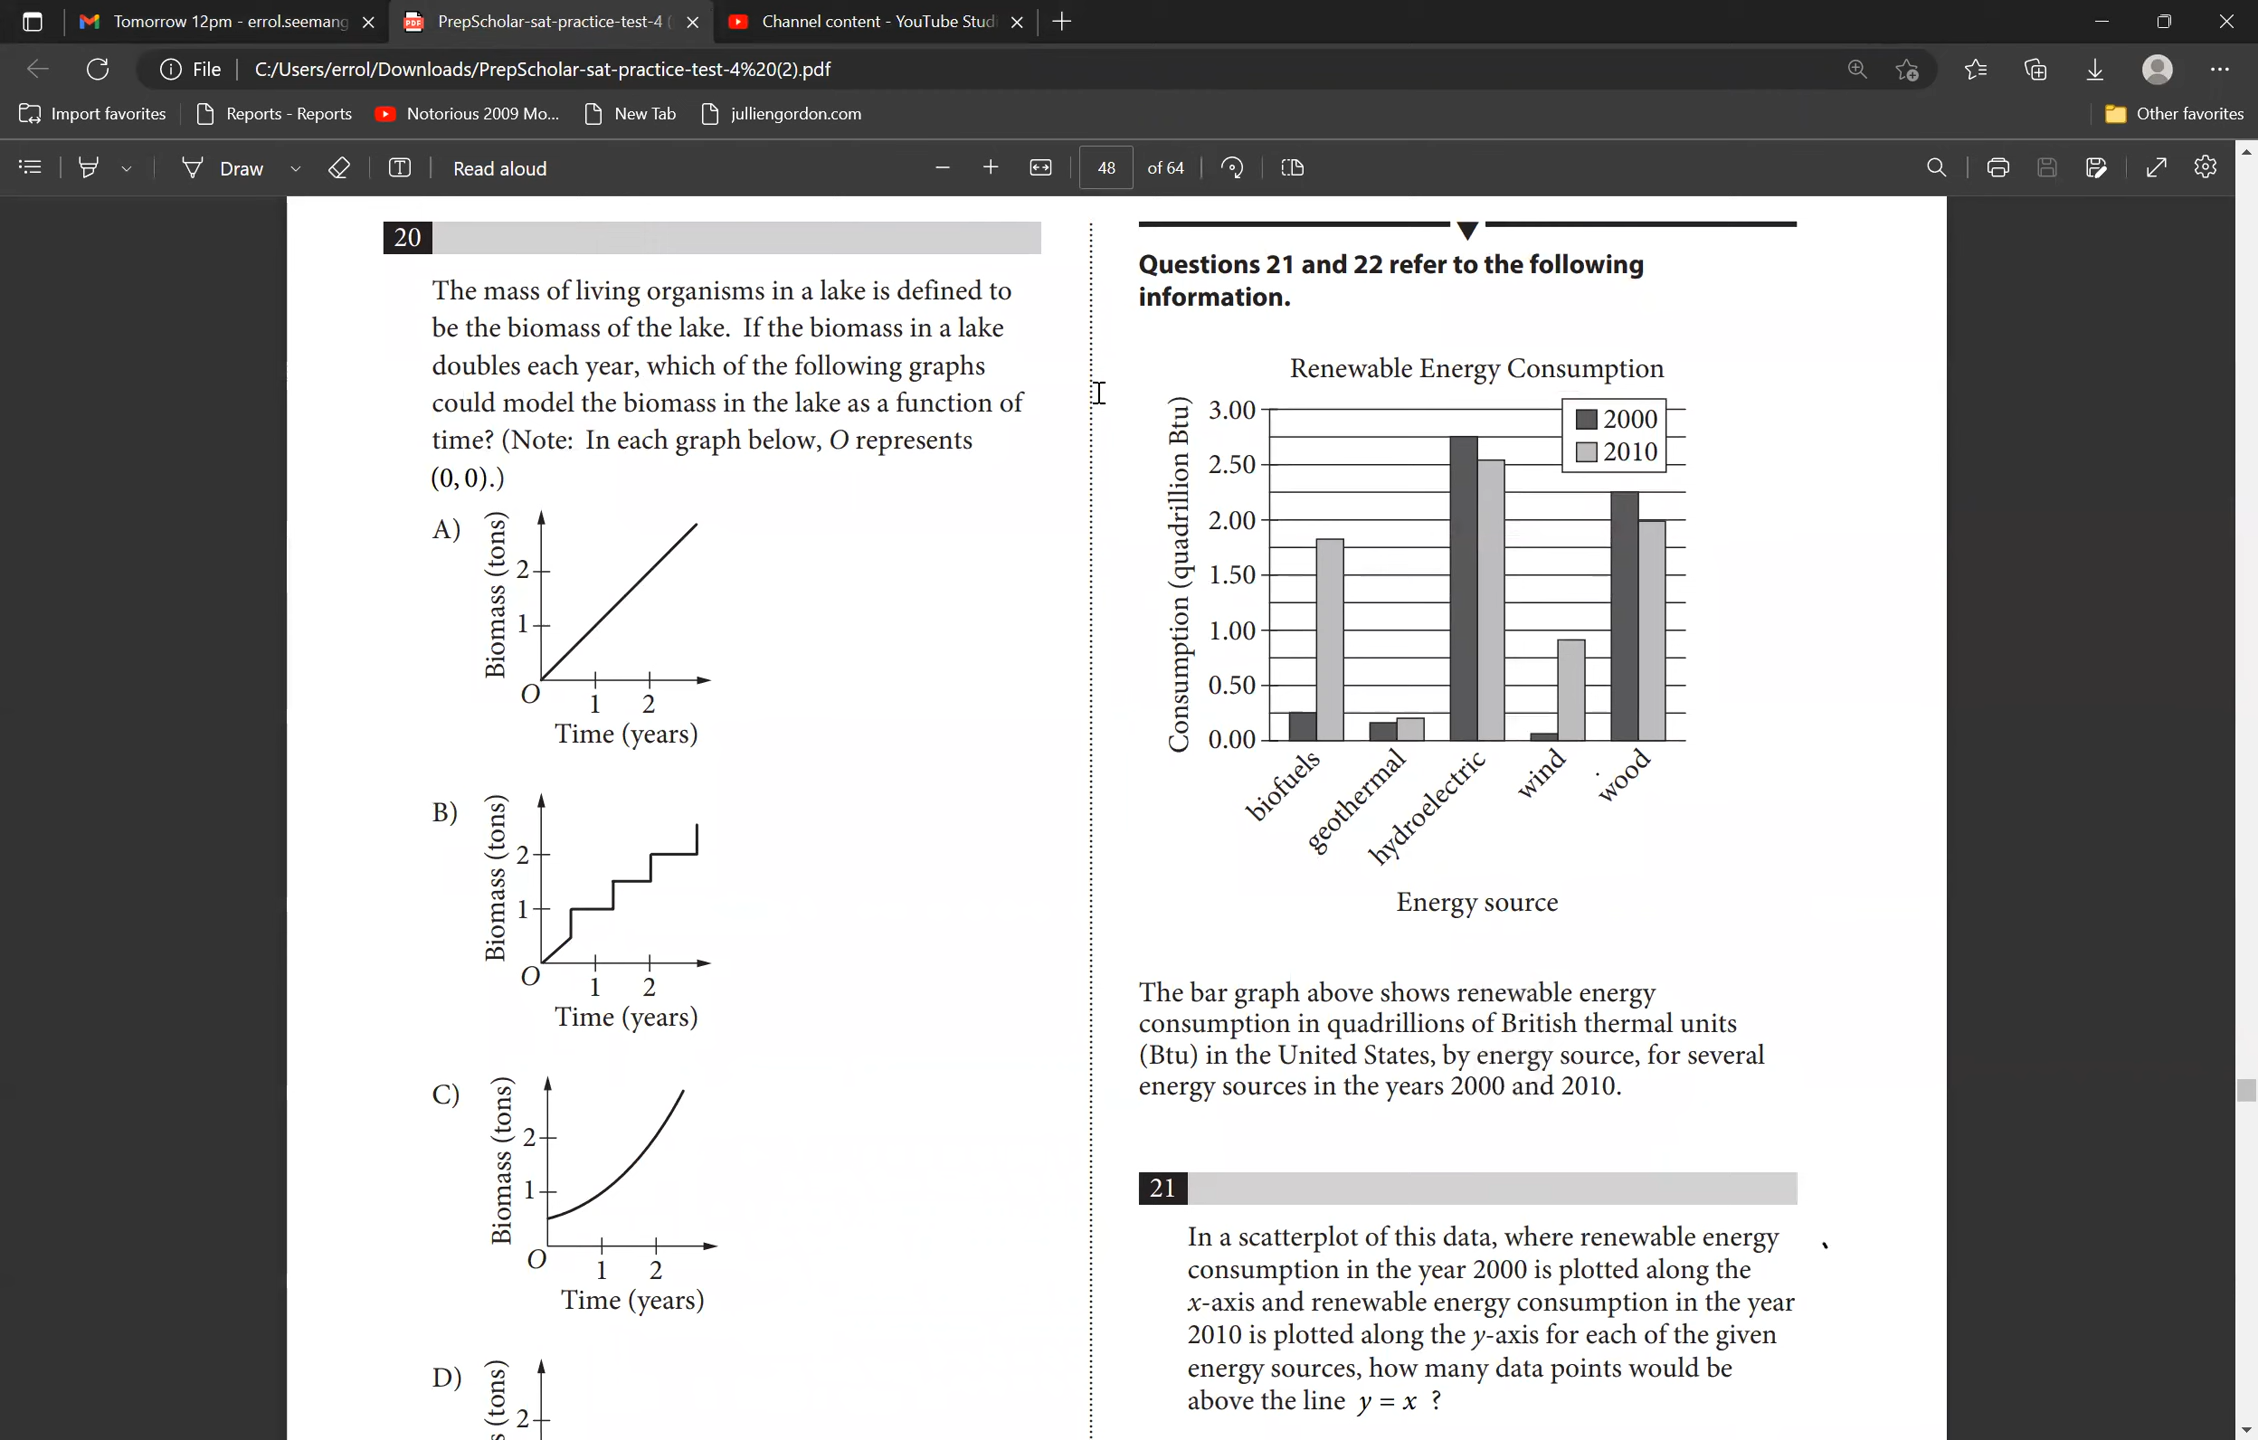 Tomorrow 12pm - errol.seemang
PrepScholar-sat-practice-test-4 (
Channel content - YouTube Stud
File
C:/Users/errol/Downloads/PrepScholar-sat-practice-test-4%20(2).pdf
Import favorites
Reports - Reports
Notorious 2009 Mo...
New Tab
julliengordon.com
Other favorites
Draw
Read aloud
48
of 64
20
The mass of living organisms in a lake is defined to
be the biomass of the lake. If the biomass in a lake
doubles each year, which of the following graphs
could model the biomass in the lake as a function of
time? (Note: In each graph below, O represents
(0, 0).)
A)
Biomass (tons)
2
1
O
1
2
Time (years)
B)
Biomass (tons)
2
1
O
1
2
Time (years)
C)
Biomass (tons)
2
1
O
1
2
Time (years)
D)
(tons)
2
Questions 21 and 22 refer to the following
information.
Renewable Energy Consumption
Consumption (quadrillion Btu)
3.00
2.50
2.00
1.50
1.00
0.50
0.00
2000
2010
biofuels
geothermal
hydroelectric
wind
wood
Energy source
The bar graph above shows renewable energy
consumption in quadrillions of British thermal units
(Btu) in the United States, by energy source, for several
energy sources in the years 2000 and 2010.
21
In a scatterplot of this data, where renewable energy
consumption in the year 2000 is plotted along the
x-axis and renewable energy consumption in the year
2010 is plotted along the y-axis for each of the given
energy sources, how many data points would be
above the line y = x ?